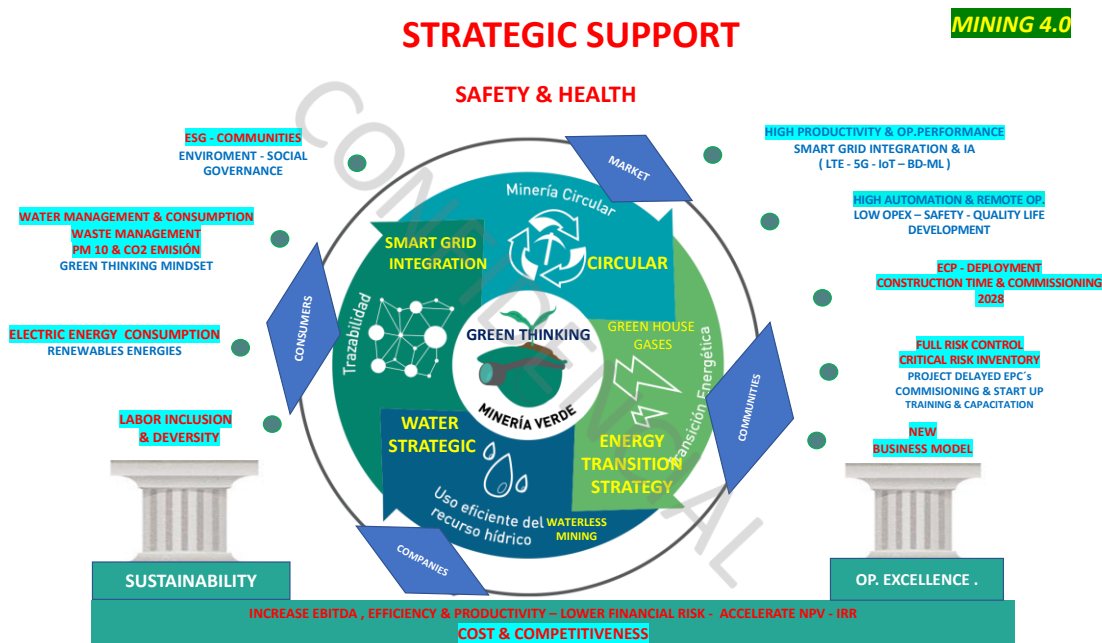 STRATEGIC SUPPORT
MINING 4.0
SAFETY & HEALTH
ESG - COMMUNITIES
ENVIROMENT - SOCIAL
GOVERNANCE
WATER MANAGEMENT & CONSUMPTION
WASTE MANAGEMENT
PM 10 & CO2 EMISIÓN
GREEN THINKING MINDSET
ELECTRIC ENERGY CONSUMPTION
RENEWABLES ENERGIES
LABOR INCLUSION
& DEVERSITY
CONSUMERS
MARKET
COMMUNITIES
COMPANIES
Minería Circular
CIRCULAR
SMART GRID
INTEGRATION
Trazabilidad
GREEN THINKING
MINERÍA VERDE
GREEN HOUSE
GASES
Transición Energética
ENERGY
TRANSITION
STRATEGY
WATER
STRATEGIC
Uso eficiente del
recurso hídrico
WATERLESS
MINING
HIGH PRODUCTIVITY & OP.PERFORMANCE
SMART GRID INTEGRATION & IA
( LTE - 5G - IoT – BD-ML )
HIGH AUTOMATION & REMOTE OP.
LOW OPEX – SAFETY - QUALITY LIFE
DEVELOPMENT
ECP - DEPLOYMENT
CONSTRUCTION TIME & COMMISSIONING
2028
FULL RISK CONTROL
CRITICAL RISK INVENTORY
PROJECT DELAYED EPC´s
COMMISIONING & START UP
TRAINING & CAPACITATION
NEW
BUSINESS MODEL
SUSTAINABILITY
OP. EXCELLENCE .
INCREASE EBITDA , EFFICIENCY & PRODUCTIVITY – LOWER FINANCIAL RISK - ACCELERATE NPV - IRR
COST & COMPETITIVENESS
CONFIDENCIAL